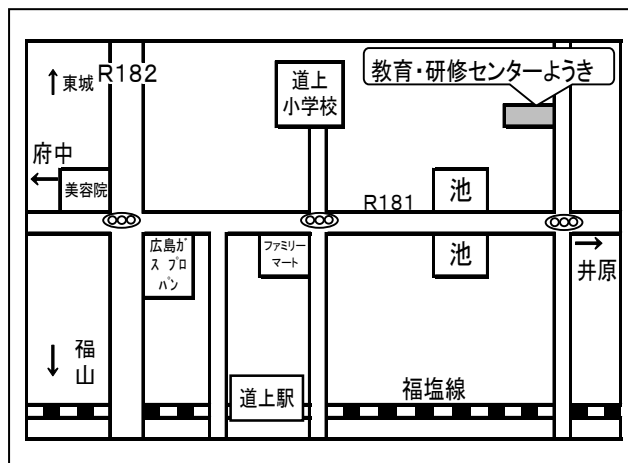 教育・研修センターようき
東城
R182
道上
小学校
府中
美容院
R181
池
広島ガ
ス プロ
パン
ファミリー
マート
池
井原
福
山
道上駅
福塩線